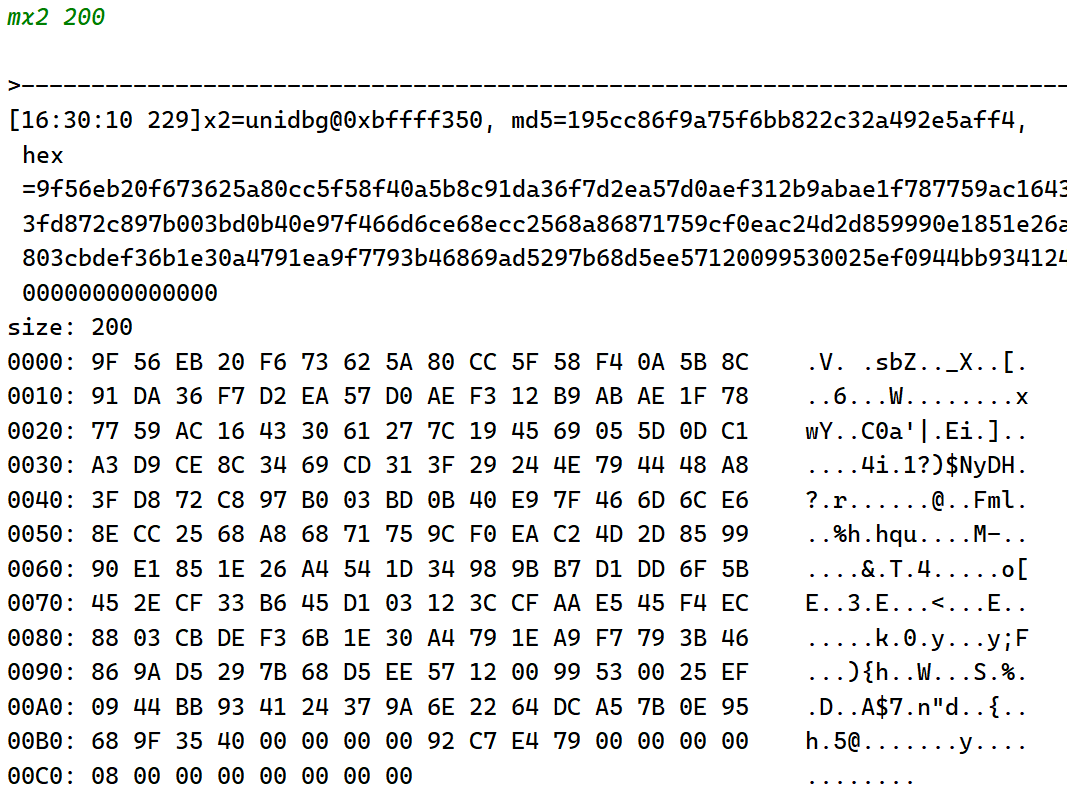 mx2 200
>-----------------------------------------------------------------------------
[16:30:10 229]x2=unidbg@0xbffff350, md5=195cc86f9a75f6bb822c32a492e5aff4,
hex
=9f56eb20f673625a80cc5f58f40a5b8c91da36f7d2ea57d0aef312b9abae1f787759ac1643
3fd872c897b003bd0b40e97f466d6ce68ecc2568a86871759cf0eac24d2d859990e1851e26a
803cbdef36b1e30a4791ea9f7793b46869ad5297b68d5ee57120099530025ef0944bb934124
00000000000000
size: 200
0000: 9F 56 EB 20 F6 73 62 5A 80 CC 5F 58 F4 0A 5B 8C    .V. .sbZ.._X..[.
0010: 91 DA 36 F7 D2 EA 57 D0 AE F3 12 B9 AB AE 1F 78    ..6...W........x
0020: 77 59 AC 16 43 30 61 27 7C 19 45 69 05 5D 0D C1    wY..C0a'|.Ei.]..
0030: A3 D9 CE 8C 34 69 CD 31 3F 29 24 4E 79 44 48 A8    ....4i.1?)$NyDH.
0040: 3F D8 72 C8 97 B0 03 BD 0B 40 E9 7F 46 6D 6C E6    ?.r......@..Fml.
0050: 8E CC 25 68 A8 68 71 75 9C F0 EA C2 4D 2D 85 99    ..%h.hqu....M-..
0060: 90 E1 85 1E 26 A4 54 1D 34 98 9B B7 D1 DD 6F 5B    ....&.T.4.....o[
0070: 45 2E CF 33 B6 45 D1 03 12 3C CF AA E5 45 F4 EC    E..3.E...<...E..
0080: 88 03 CB DE F3 6B 1E 30 A4 79 1E A9 F7 79 3B 46    .....k.0.y...y;F
0090: 86 9A D5 29 7B 68 D5 EE 57 12 00 99 53 00 25 EF    ...){h..W...S.%.
00A0: 09 44 BB 93 41 24 37 9A 6E 22 64 DC A5 7B 0E 95    .D..A$7.n"d..{..
00B0: 68 9F 35 40 00 00 00 00 92 C7 E4 79 00 00 00 00    h.5@.......y....
00C0: 08 00 00 00 00 00 00 00    ........